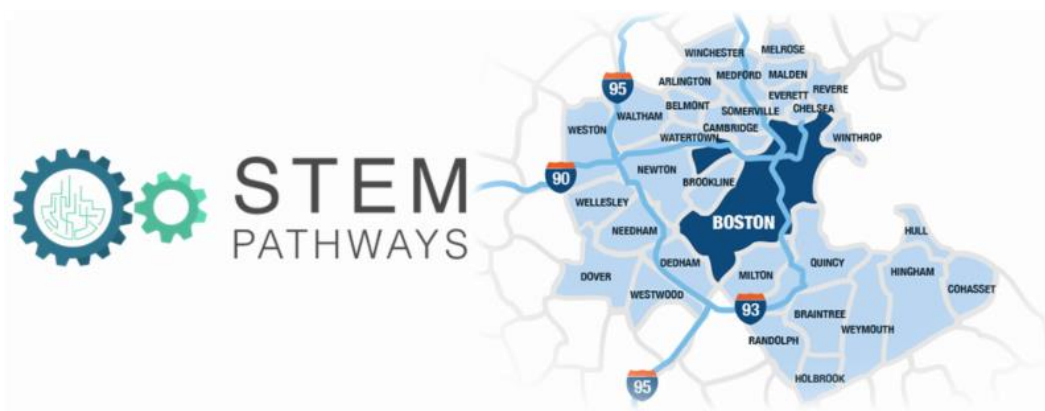 STEM
PATHWAYS
WINCHESTER
MELROSE
95
ARLINGTON
MEDFORD
MALDEN
REVERE
EVERETT
BELMONT
SOMERVILLE
CHELSEA
WALTHAM
WESTON
WATERTOWN
CAMBRIDGE
WINTHROP
90
NEWTON
BROOKLINE
WELLESLEY
BOSTON
NEEDHAM
HULL
DEDHAM
QUINCY
DOVER
MILTON
HINGHAM
COHASSET
WESTWOOD
93
BRAINTREE
WEYMOUTH
RANDOLPH
95
HOLBROOK